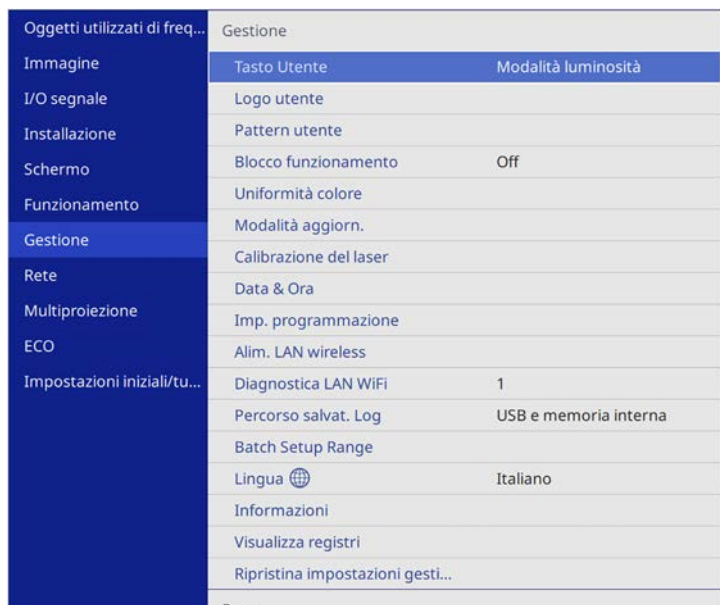 Oggetti utilizzati di freq...
Immagine
I/O segnale
Installazione
Schermo
Funzionamento
Gestione
Rete
Multiproiezione
ECO
Impostazioni iniziali/tu...
Gestione
Tasto Utente Modalità luminosità
Logo utente
Pattern utente
Blocco funzionamento Off
Uniformità colore
Modalità aggiorn.
Calibrazione del laser
Data & Ora
Imp. programmazione
Alim. LAN wireless
Diagnostica LAN WiFi 1
Percorso salvat. Log USB e memoria interna
Batch Setup Range
Lingua Italiano
Informazioni
Visualizza registri
Ripristina impostazioni gesti...